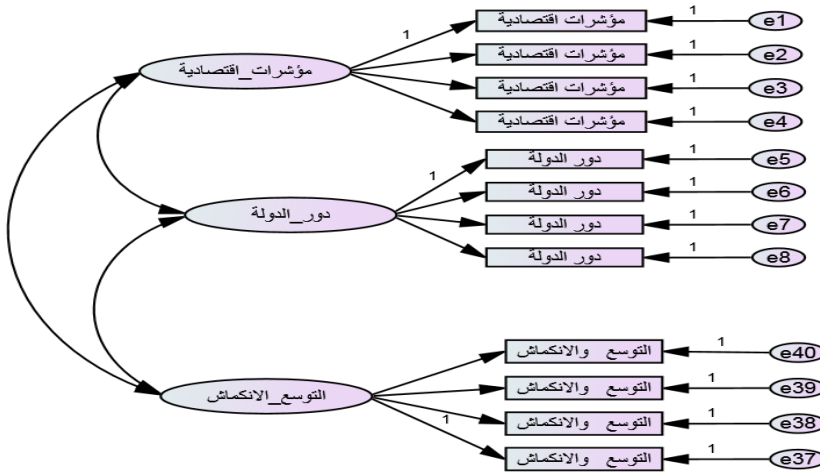 1 مؤشرات اقتصادية 1 e1
مؤشرات اقتصادية 1 e2
مؤشرات_اقتصادية
مؤشرات اقتصادية 1 e3
مؤشرات اقتصادية 1 e4
1 دور الدولة 1 e5
دور الدولة 1 e6
دور_الدولة
دور الدولة 1 e7
دور الدولة 1 e8
التوسع والانكماش 1 e40
التوسع والانكماش 1 e39
التوسع_الانكماش
التوسع والانكماش 1 e38
1 التوسع والانكماش 1 e37